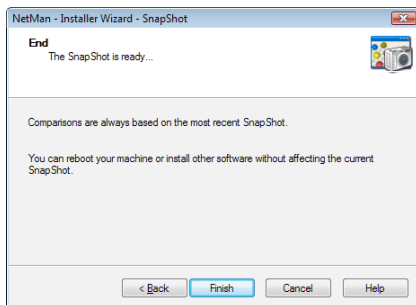 NetMan - Installer Wizard - SnapShot
End
The SnapShot is ready...
Comparisons are always based on the most recent SnapShot.
You can reboot your machine or install other software without affecting the current
SnapShot.
< Back Finish Cancel Help